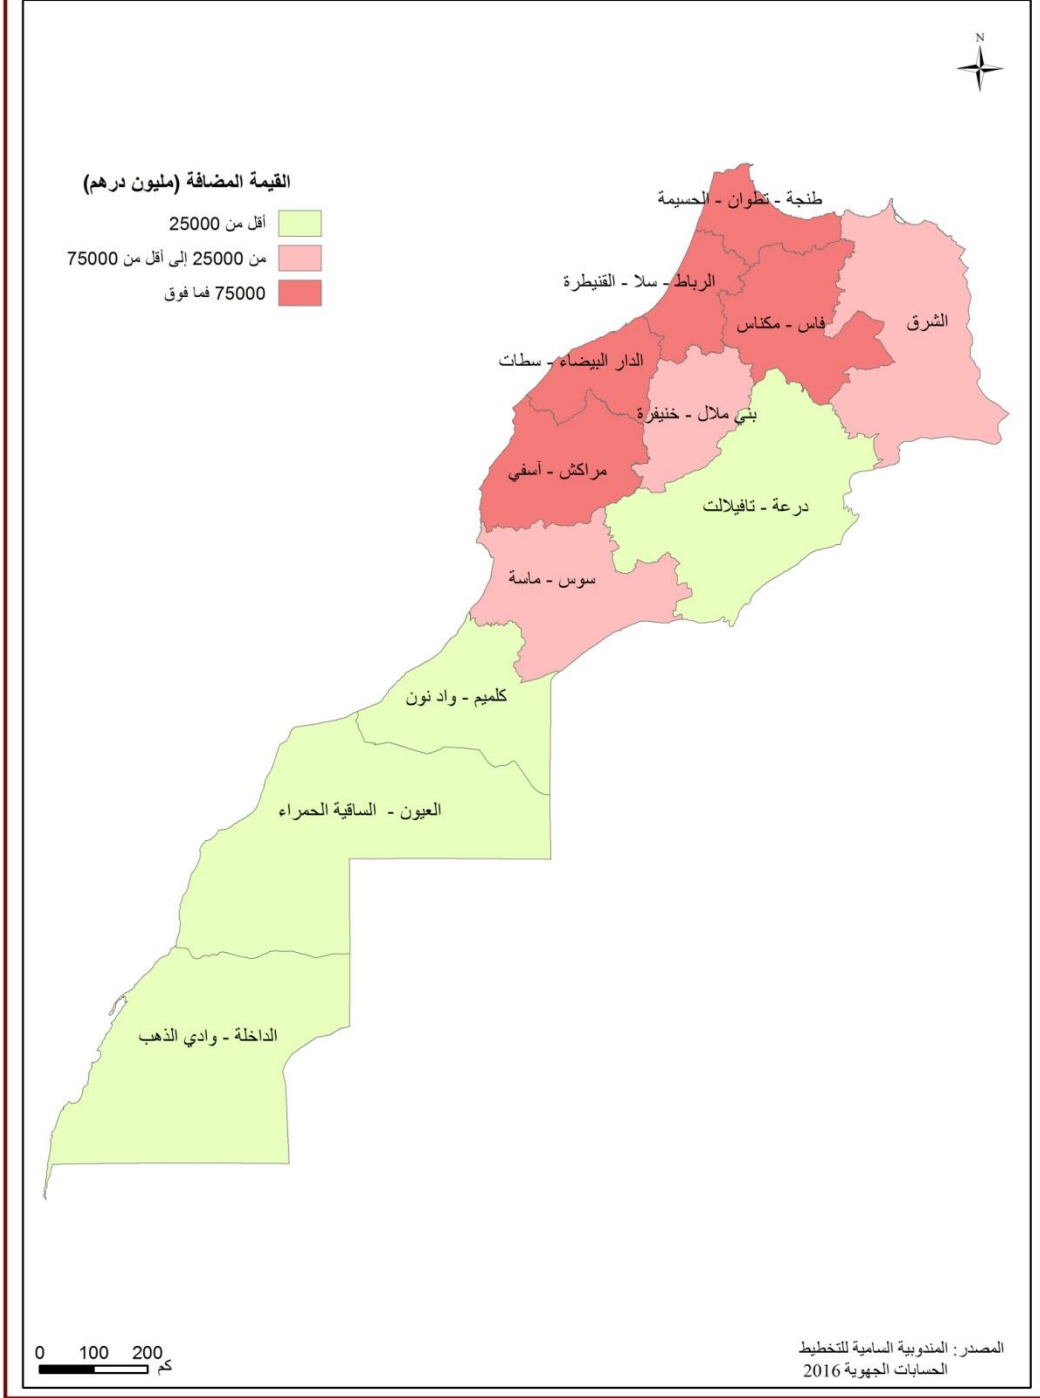 N
القيمة المضافة (مليون درهم)
أقل من 25000
من 25000 إلى أقل من 75000
75000 فما فوق
طنجة - تطوان - الحسيمة
الرباط - سلا - القنيطرة
فاس - مكناس
الشرق
الدار البيضاء - سطات
بني ملال - خنيفرة
مراكش - آسفي
درعة - تافيلالت
سوس - ماسة
كلميم - واد نون
العيون - الساقية الحمراء
الداخلة - وادي الذهب
0 100 200
كم
المصدر: المندوبية السامية للتخطيط
الحسابات الجهوية 2016